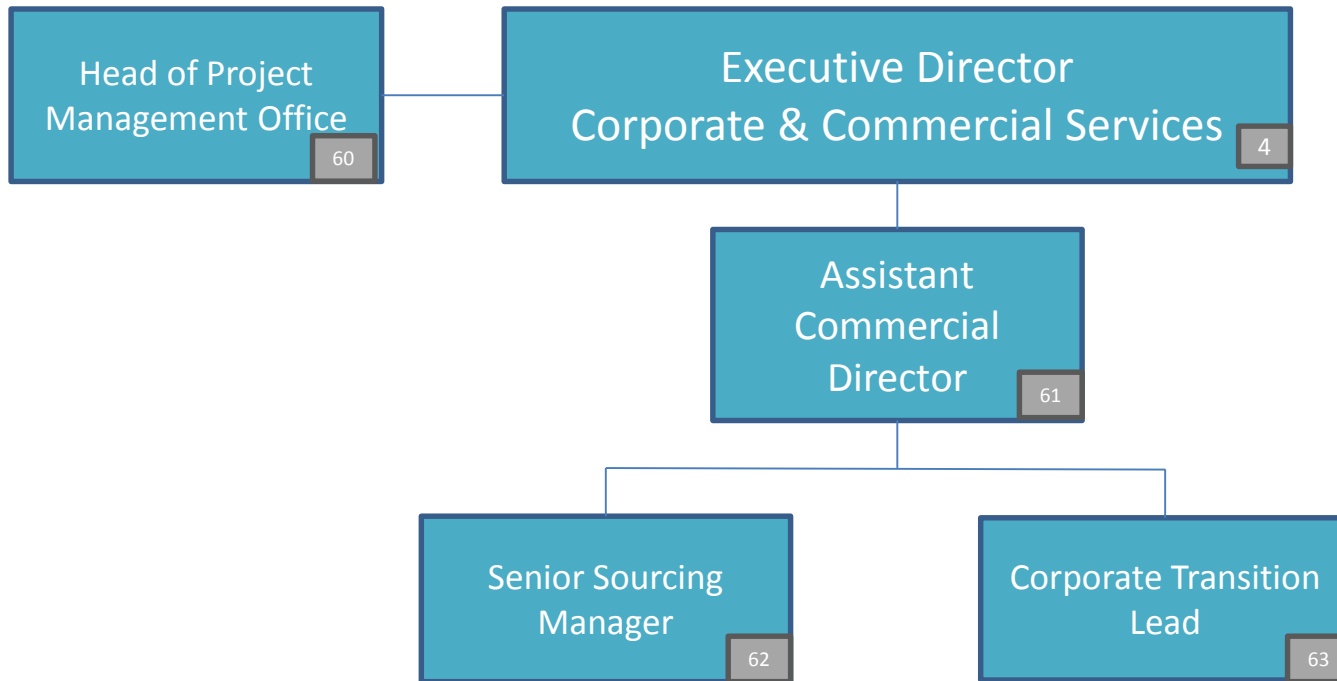 Head of Project
Management Office
60
Executive Director
Corporate & Commercial Services
4
Assistant
Commercial
Director
61
Senior Sourcing
Manager
62
Corporate Transition
Lead
63